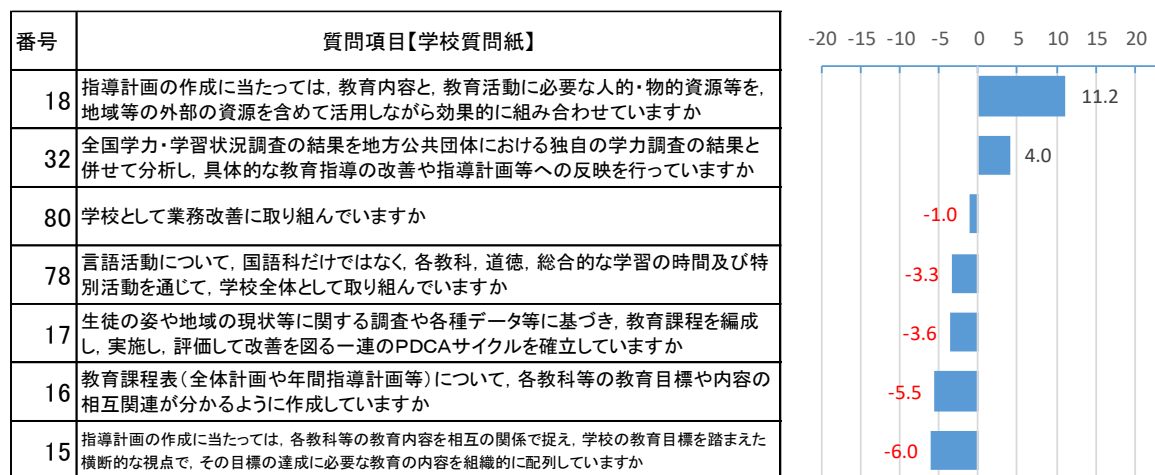 番号
質問項目【学校質問紙】
-20 -15 -10 -5 0 5 10 15 20
18
指導計画の作成に当たっては，教育内容と，教育活動に必要な人的・物的資源等を，
地域等の外部の資源を含めて活用しながら効果的に組み合わせていますか
11.2
32
全国学力・学習状況調査の結果を地方公共団体における独自の学力調査の結果と
併せて分析し，具体的な教育指導の改善や指導計画等への反映を行っていますか
4.0
80
学校として業務改善に取り組んでいますか
-1.0
78
言語活動について，国語科だけではなく，各教科，道徳，総合的な学習の時間及び特
別活動を通じて，学校全体として取り組んでいますか
-3.3
17
生徒の姿や地域の現状等に関する調査や各種データ等に基づき，教育課程を編成
し，実施し，評価して改善を図る一連のPDCAサイクルを確立していますか
-3.6
16
教育課程表（全体計画や年間指導計画等）について，各教科等の教育目標や内容の
相互関連が分かるように作成していますか
-5.5
15
指導計画の作成に当たっては，各教科等の教育内容を相互の関係で捉え，学校の教育目標を踏まえた
横断的な視点で，その目標の達成に必要な教育の内容を組織的に配列していますか
-6.0